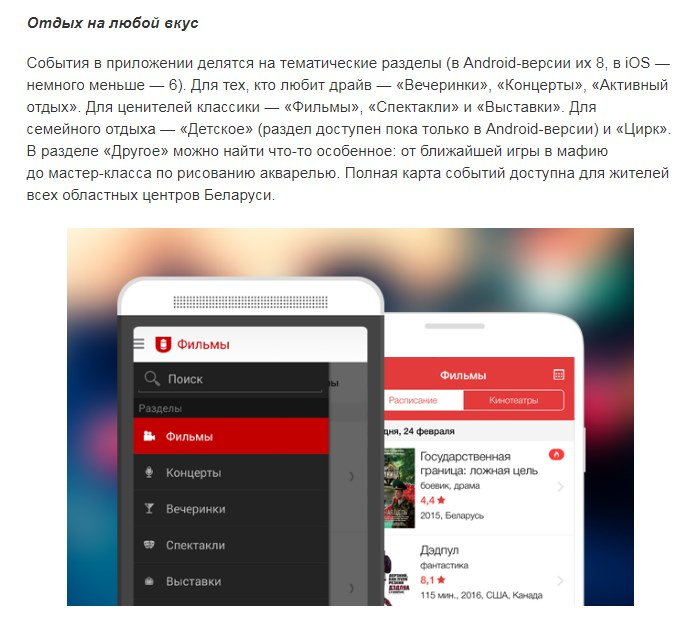 Отдых на любой вкус
События в приложении делятся на тематические разделы (в Android-версии их 8, в iOS —
немного меньше — 6). Для тех, кто любит драйв — «Вечеринки», «Концерты», «Активный
отдых». Для ценителей классики — «Фильмы», «Спектакли» и «Выставки». Для
семейного отдыха — «Детское» (раздел доступен пока только в Android-версии) и «Цирк».
В разделе «Другое» можно найти что-то особенное: от ближайшей игры в мафию
до мастер-класса по рисованию акварелью. Полная карта событий доступна для жителей
всех областных центров Беларуси.
Фильмы
Поиск
Разделы
Фильмы
Концерты
Вечеринки
Спектакли
Выставки
Фильмы
Расписание Кинотеатры
24 февраля
Государственная
граница: ложная цель
боевик, драма
4,4
2015, Беларусь
Дэдпул
фантастика
8,1
115 мин., 2016, США, Канада